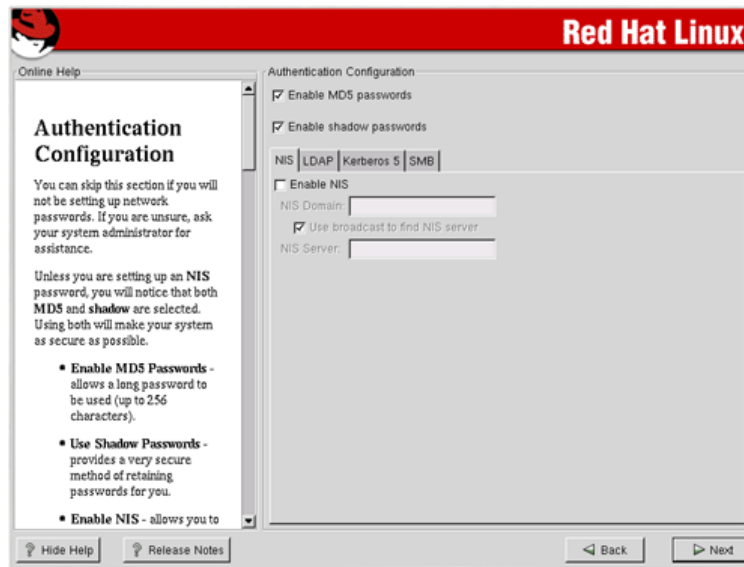 Red Hat Linux
Online Help
Authentication
Configuration
You can skip this section if you will
not be setting up network
passwords. If you are unsure, ask
your system administrator for
assistance.
Unless you are setting up an NIS
password, you will notice that both
MD5 and shadow are selected.
Using both will make your system
as secure as possible.
• Enable MD5 Passwords -
allows a long password to
be used (up to 256
characters).
• Use Shadow Passwords -
provides a very secure
method of retaining
passwords for you.
• Enable NIS - allows you to
Authentication Configuration
Enable MD5 passwords
Enable shadow passwords
NIS LDAP Kerberos 5 SMB
Enable NIS
NIS Domain:
Use broadcast to find NIS server
NIS Server:
Hide Help Release Notes Back Next